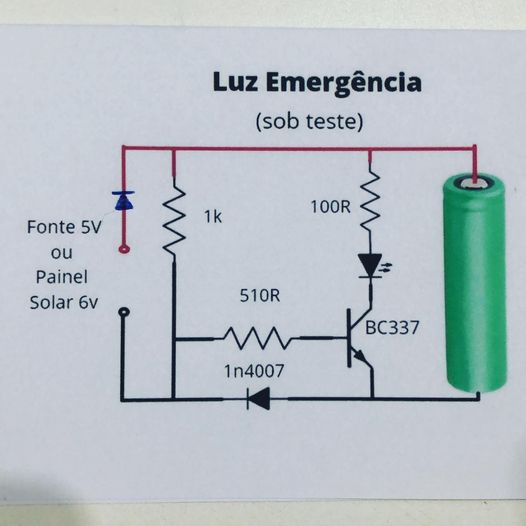 Luz Emergência
(sob teste)
1k
100R
Fonte 5V
ou
Painel
Solar 6v
510R
BC337
1n4007